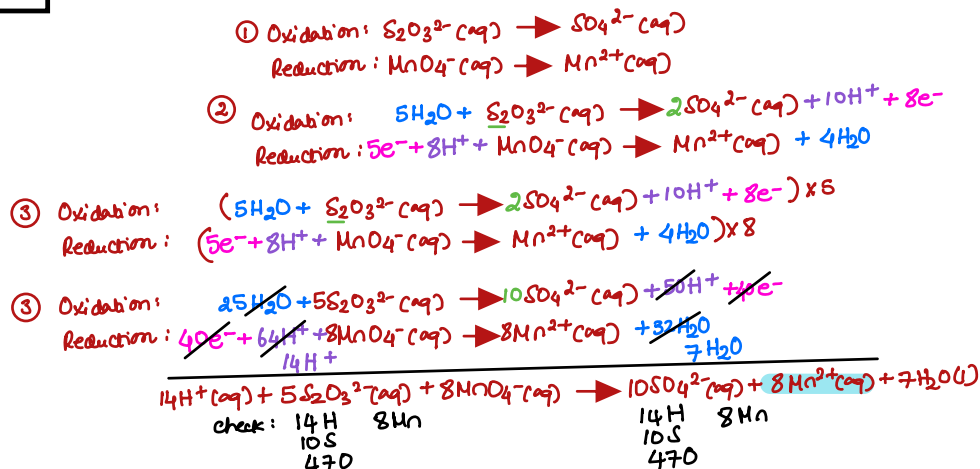 ① Oxidation: S₂O₃²⁻(aq) → SO₄²⁻(aq)
Reduction: MnO₄⁻(aq) → Mn²⁺(aq)
② Oxidation: 5H₂O + S₂O₃²⁻(aq) → 2SO₄²⁻(aq) + 10H⁺ + 8e⁻
Reduction: 5e⁻ + 8H⁺ + MnO₄⁻(aq) → Mn²⁺(aq) + 4H₂O
③ Oxidation: (5H₂O + S₂O₃²⁻(aq) → 2SO₄²⁻(aq) + 10H⁺ + 8e⁻) x5
Reduction: (5e⁻ + 8H⁺ + MnO₄⁻(aq) → Mn²⁺(aq) + 4H₂O) x8
③ Oxidation: 25H₂O + 5S₂O₃²⁻(aq) → 10SO₄²⁻(aq) + 50H⁺ + 40e⁻
Reduction: 40e⁻ + 64H⁺ + 8MnO₄⁻(aq) → 8Mn²⁺(aq) + 32H₂O
14H⁺ 7H₂O
14H⁺(aq) + 5S₂O₃²⁻(aq) + 8MnO₄⁻(aq) → 10SO₄²⁻(aq) + 8Mn²⁺(aq) + 7H₂O(l)
check: 14H 8Mn 14H 8Mn
10S 10S
47O 47O